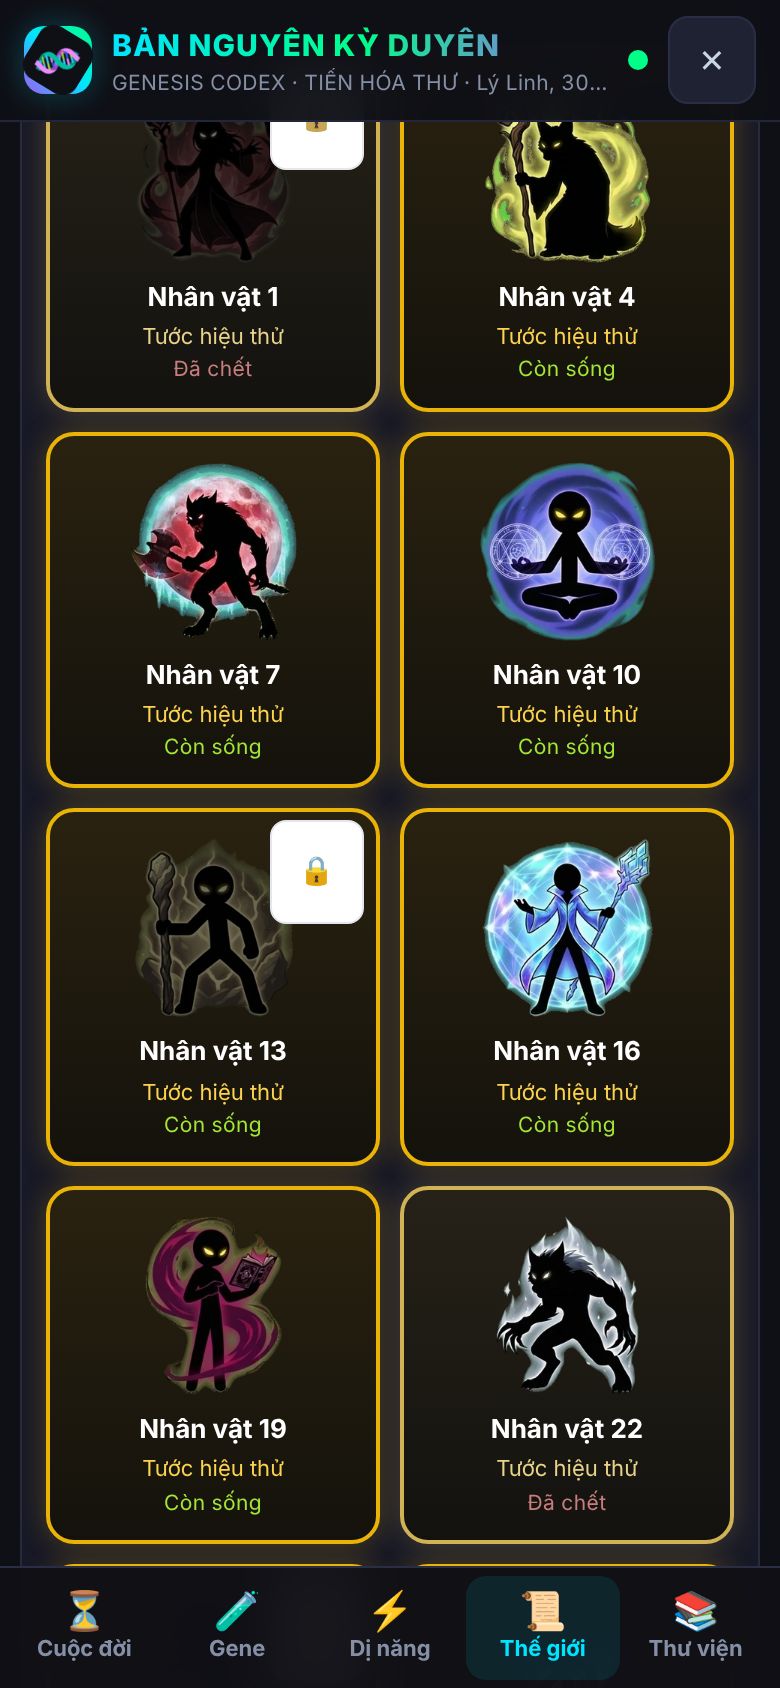 BẢN NGUYÊN KỲ DUYÊN
GENESIS CODEX · TIẾN HÓA THƯ · Lý Linh, 30...
Nhân vật 1
Tước hiệu thử
Đã chết
Nhân vật 4
Tước hiệu thử
Còn sống
Nhân vật 7
Tước hiệu thử
Còn sống
Nhân vật 10
Tước hiệu thử
Còn sống
Nhân vật 13
Tước hiệu thử
Còn sống
Nhân vật 16
Tước hiệu thử
Còn sống
Nhân vật 19
Tước hiệu thử
Còn sống
Nhân vật 22
Tước hiệu thử
Đã chết
Cuộc đời
Gene
Dị năng
Thế giới
Thư viện